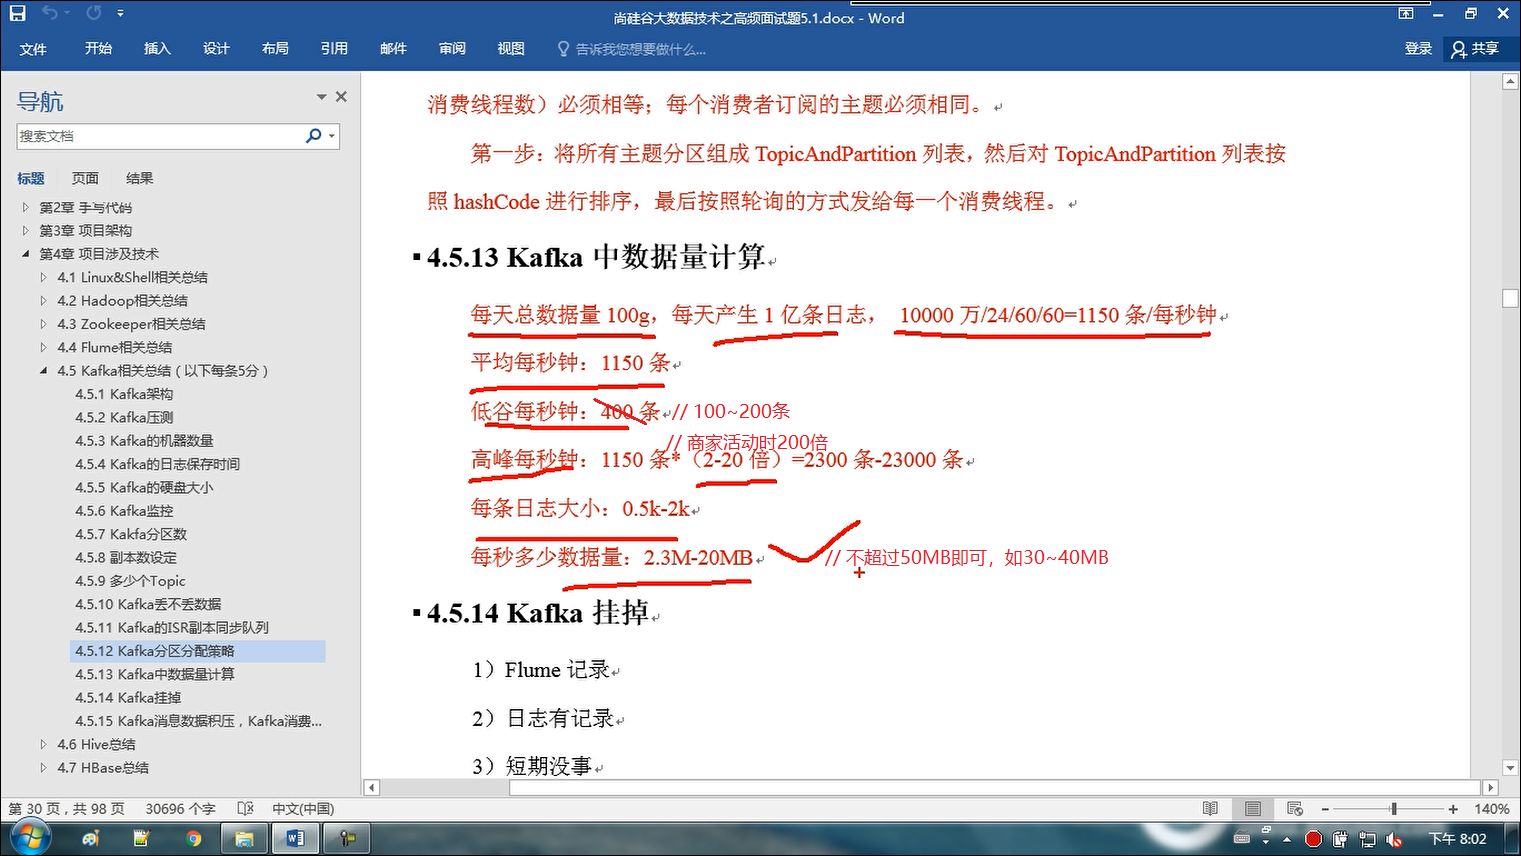 尚硅谷大数据技术之高频面试题5.1.docx - Word
文件 开始 插入 设计 布局 引用 邮件 审阅 视图 告诉我您想要做什么... 登录 共享
导航
搜索文档
标题 页面 结果
第2章 手写代码
第3章 项目架构
第4章 项目涉及技术
4.1 Linux&Shell相关总结
4.2 Hadoop相关总结
4.3 Zookeeper相关总结
4.4 Flume相关总结
4.5 Kafka相关总结（以下每条5分）
4.5.1 Kafka架构
4.5.2 Kafka压测
4.5.3 Kafka的机器数量
4.5.4 Kafka的日志保存时间
4.5.5 Kafka的硬盘大小
4.5.6 Kafka监控
4.5.7 Kakfa分区数
4.5.8 副本数设定
4.5.9 多少个Topic
4.5.10 Kafka丢不丢数据
4.5.11 Kafka的ISR副本同步队列
4.5.12 Kafka分区分配策略
4.5.13 Kafka中数据量计算
4.5.14 Kafka挂掉
4.5.15 Kafka消息数据积压，Kafka消费...
4.6 Hive总结
4.7 HBase总结
消费线程数）必须相等；每个消费者订阅的主题必须相同。
第一步：将所有主题分区组成 TopicAndPartition 列表，然后对 TopicAndPartition 列表按
照 hashCode 进行排序，最后按照轮询的方式发给每一个消费线程。
4.5.13 Kafka 中数据量计算
每天总数据量 100g，每天产生 1 亿条日志， 10000 万/24/60/60=1150 条/每秒钟
平均每秒钟：1150 条
低谷每秒钟：400 条 // 100~200条
// 商家活动时200倍
高峰每秒钟：1150 条*（2-20 倍）=2300 条-23000 条
每条日志大小：0.5k-2k
每秒多少数据量：2.3M-20MB // 不超过50MB即可，如30~40MB
4.5.14 Kafka 挂掉
1）Flume 记录
2）日志有记录
3）短期没事
第 30 页，共 98 页 30696 个字 中文(中国) 140%
下午 8:02